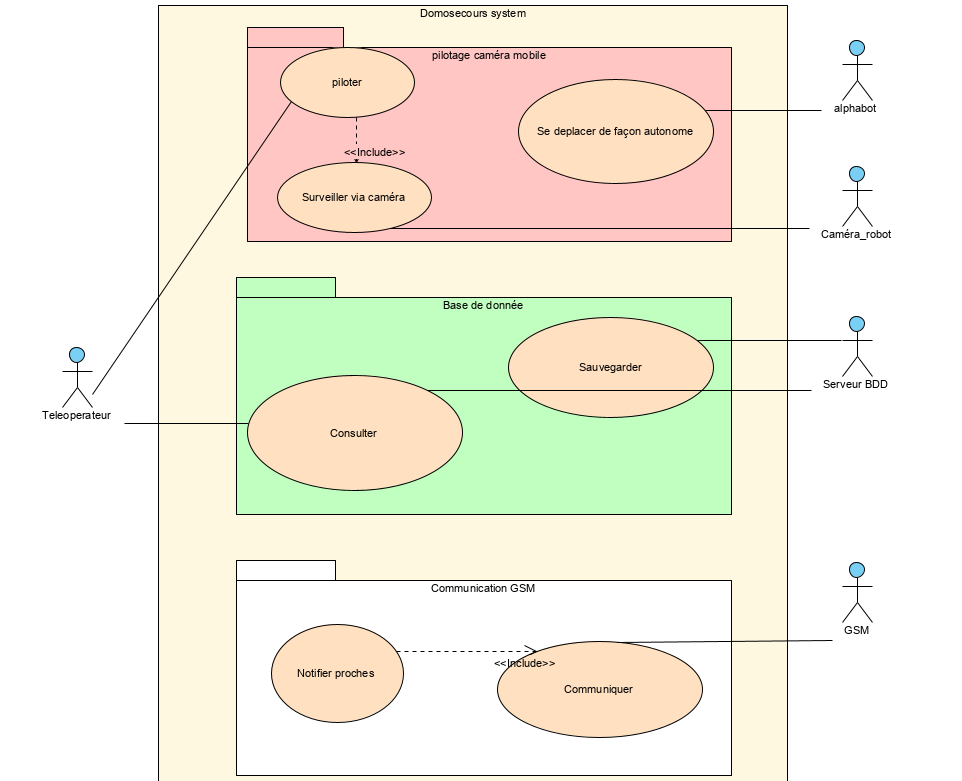 Domosecours system
pilotage caméra mobile
piloter
Se deplacer de façon autonome
alphabot
<<Include>>
Surveiller via caméra
Caméra_robot
Base de donnée
Sauvegarder
Serveur BDD
Teleoperateur
Consulter
Communication GSM
GSM
<<Include>>
Notifier proches
Communiquer